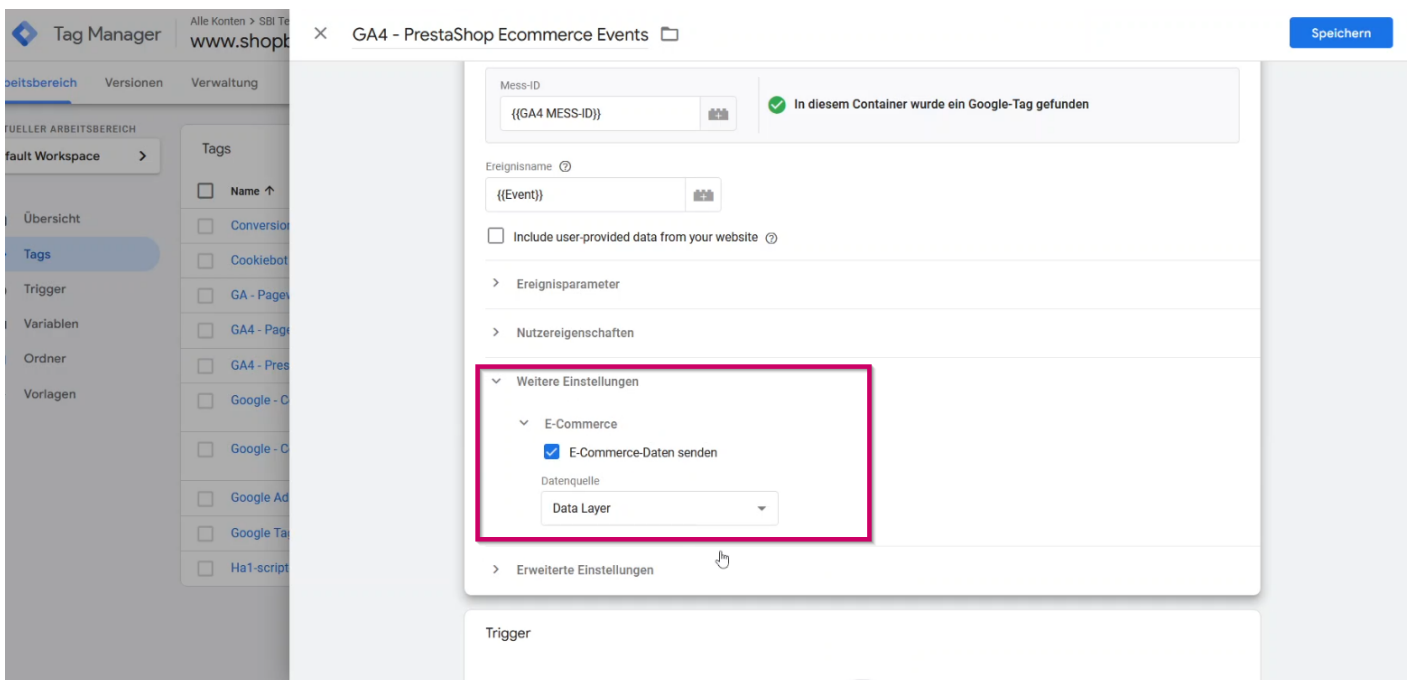 Tag Manager
Alle Konten > SBI Te
www.shopb
GA4 - PrestaShop Ecommerce Events
Speichern
beitsbereich
Versionen
Verwaltung
TUELLER ARBEITSBEREICH
fault Workspace
Übersicht
Tags
Trigger
Variablen
Ordner
Vorlagen
Tags
Name
Conversion
Cookiebot
GA - Pagev
GA4 - Page
GA4 - Pres
Google - C
Google - C
Google Ad
Google Ta
Ha1-script
Mess-ID
{{GA4 MESS-ID}}
In diesem Container wurde ein Google-Tag gefunden
Ereignisname
{{Event}}
Include user-provided data from your website
Ereignisparameter
Nutzereigenschaften
Weitere Einstellungen
E-Commerce
E-Commerce-Daten senden
Datenquelle
Data Layer
Erweiterte Einstellungen
Trigger